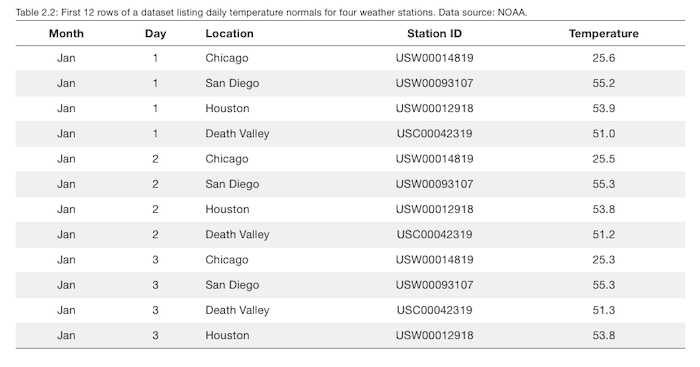 Table 2.2: First 12 rows of a dataset listing daily temperature normals for four weather stations. Data source: NOAA.
Month Day Location Station ID Temperature
Jan 1 Chicago USW00014819 25.6
Jan 1 San Diego USW00093107 55.2
Jan 1 Houston USW00012918 53.9
Jan 1 Death Valley USC00042319 51.0
Jan 2 Chicago USW00014819 25.5
Jan 2 San Diego USW00093107 55.3
Jan 2 Houston USW00012918 53.8
Jan 2 Death Valley USC00042319 51.2
Jan 3 Chicago USW00014819 25.3
Jan 3 San Diego USW00093107 55.3
Jan 3 Death Valley USC00042319 51.3
Jan 3 Houston USW00012918 53.8